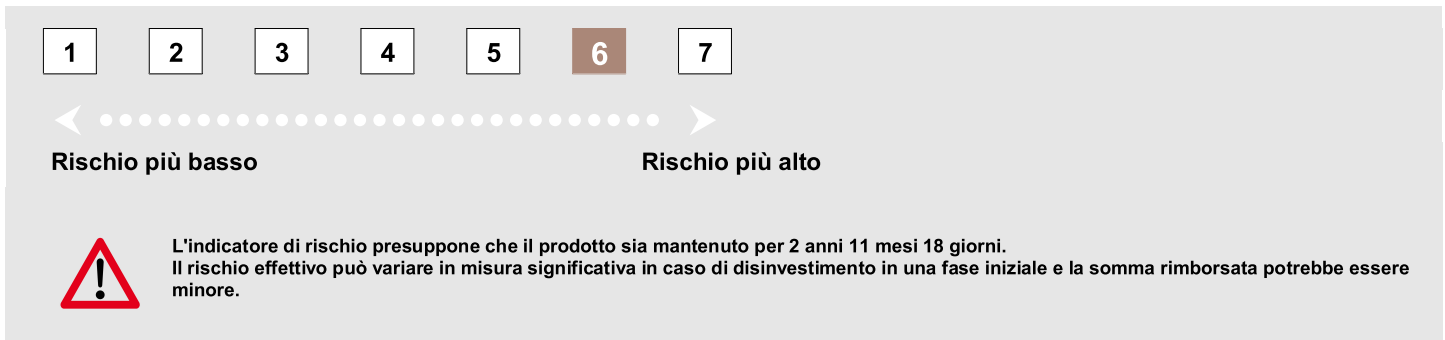 1 2 3 4 5 6 7
Rischio più basso Rischio più alto
L'indicatore di rischio presuppone che il prodotto sia mantenuto per 2 anni 11 mesi 18 giorni.
Il rischio effettivo può variare in misura significativa in caso di disinvestimento in una fase iniziale e la somma rimborsata potrebbe essere
minore.